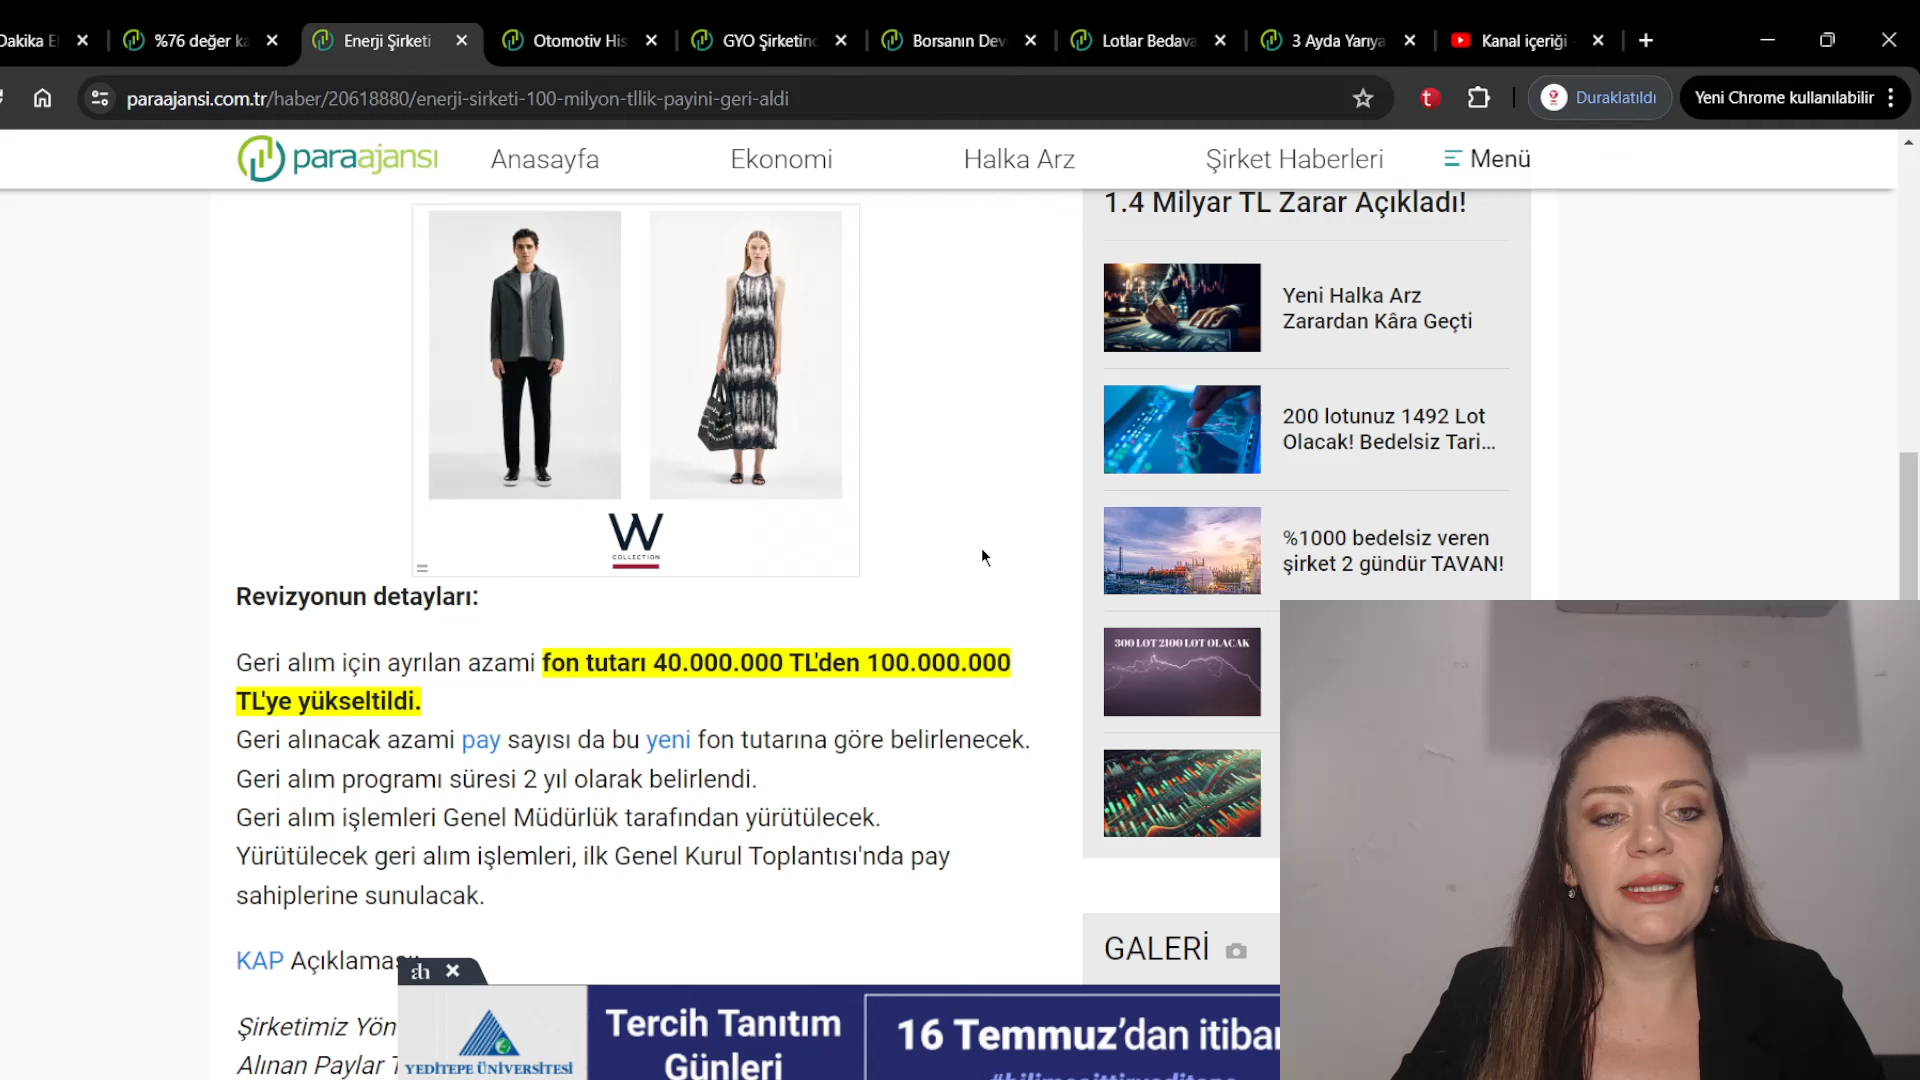 Dakika E
%76 değer ka
Enerji Şirketi
Otomotiv His
GYO Şirketinc
Borsanın Dev
Lotlar Bedava
3 Ayda Yarıya
Kanal içeriği -
paraajansi.com.tr/haber/20618880/enerji-sirketi-100-milyon-tllik-payini-geri-aldi
Duraklatıldı
Yeni Chrome kullanılabilir
paraajansı
Anasayfa
Ekonomi
Halka Arz
Şirket Haberleri
Menü
W
COLLECTION
Revizyonun detayları:
Geri alım için ayrılan azami fon tutarı 40.000.000 TL'den 100.000.000
TL'ye yükseltildi.
Geri alınacak azami pay sayısı da bu yeni fon tutarına göre belirlenecek.
Geri alım programı süresi 2 yıl olarak belirlendi.
Geri alım işlemleri Genel Müdürlük tarafından yürütülecek.
Yürütülecek geri alım işlemleri, ilk Genel Kurul Toplantısı'nda pay
sahiplerine sunulacak.
KAP Açıklaması
Şirketimiz Yön
Alınan Paylar
1.4 Milyar TL Zarar Açıkladı!
Yeni Halka Arz
Zarardan Kâra Geçti
200 lotunuz 1492 Lot
Olacak! Bedelsiz Tari...
%1000 bedelsiz veren
şirket 2 gündür TAVAN!
300 LOT 2100 LOT OLACAK
GALERİ
YEDİTEPE ÜNİVERSİTESİ
Tercih Tanıtım
Günleri
16 Temmuz'dan itibar